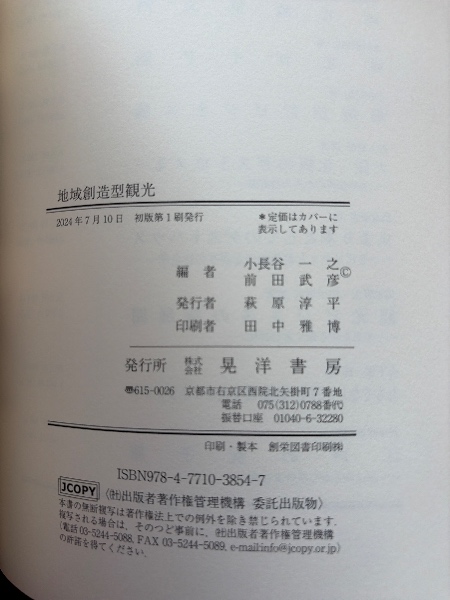 地域創造型観光
2024年7月10日 初版第1刷発行
＊定価はカバーに
表示してあります
編者 小長谷一之
前田武彦 ©
発行者 萩原淳平
印刷者 田中雅博
発行所 株式会社 晃洋書房
〠615-0026 京都市右京区西院北矢掛町7番地
電話 075(312)0788番代
振替口座 01040-6-32280
印刷・製本 創栄図書印刷㈱
ISBN978-4-7710-3854-7
JCOPY 〈㈳出版者著作権管理機構 委託出版物〉
本書の無断複写は著作権法上での例外を除き禁じられています.
複写される場合は,そのつど事前に,㈳出版者著作権管理機構
(電話 03-5244-5088, FAX 03-5244-5089, e-mail:info@jcopy.or.jp)
の許諾を得てください.